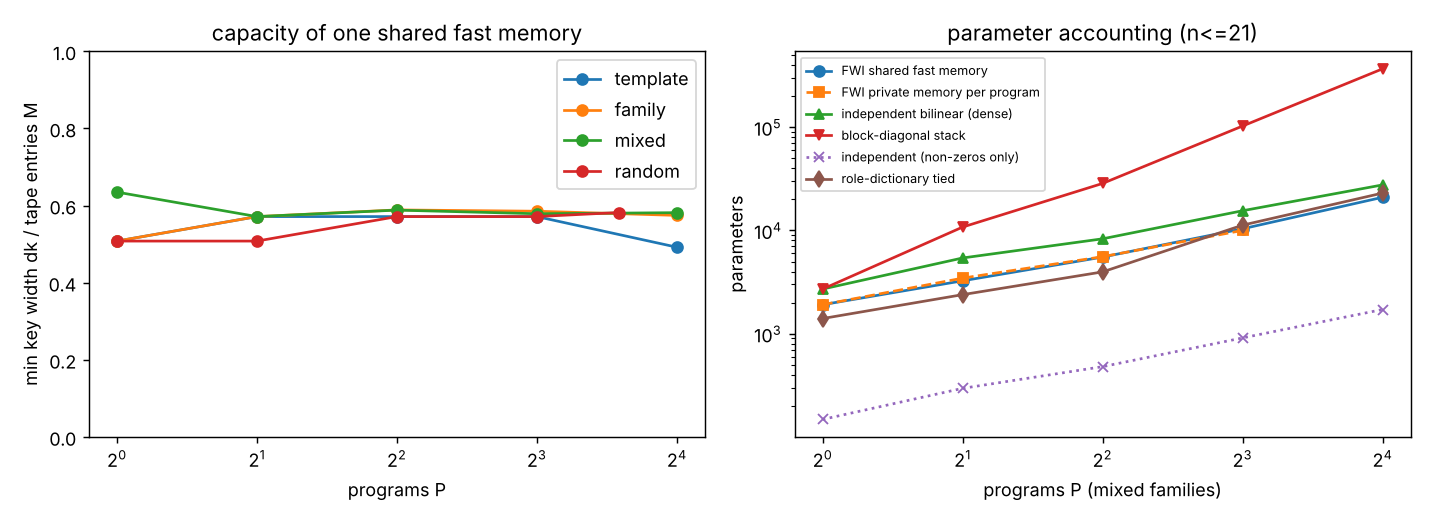 capacity of one shared fast memory
min key width dk / tape entries M
1.0
0.8
0.6
0.4
0.2
0.0
template
family
mixed
random
2^0
2^1
2^2
2^3
2^4
programs P
parameter accounting (n<=21)
parameters
10^5
10^4
10^3
FWI shared fast memory
FWI private memory per program
independent bilinear (dense)
block-diagonal stack
independent (non-zeros only)
role-dictionary tied
2^0
2^1
2^2
2^3
2^4
programs P (mixed families)